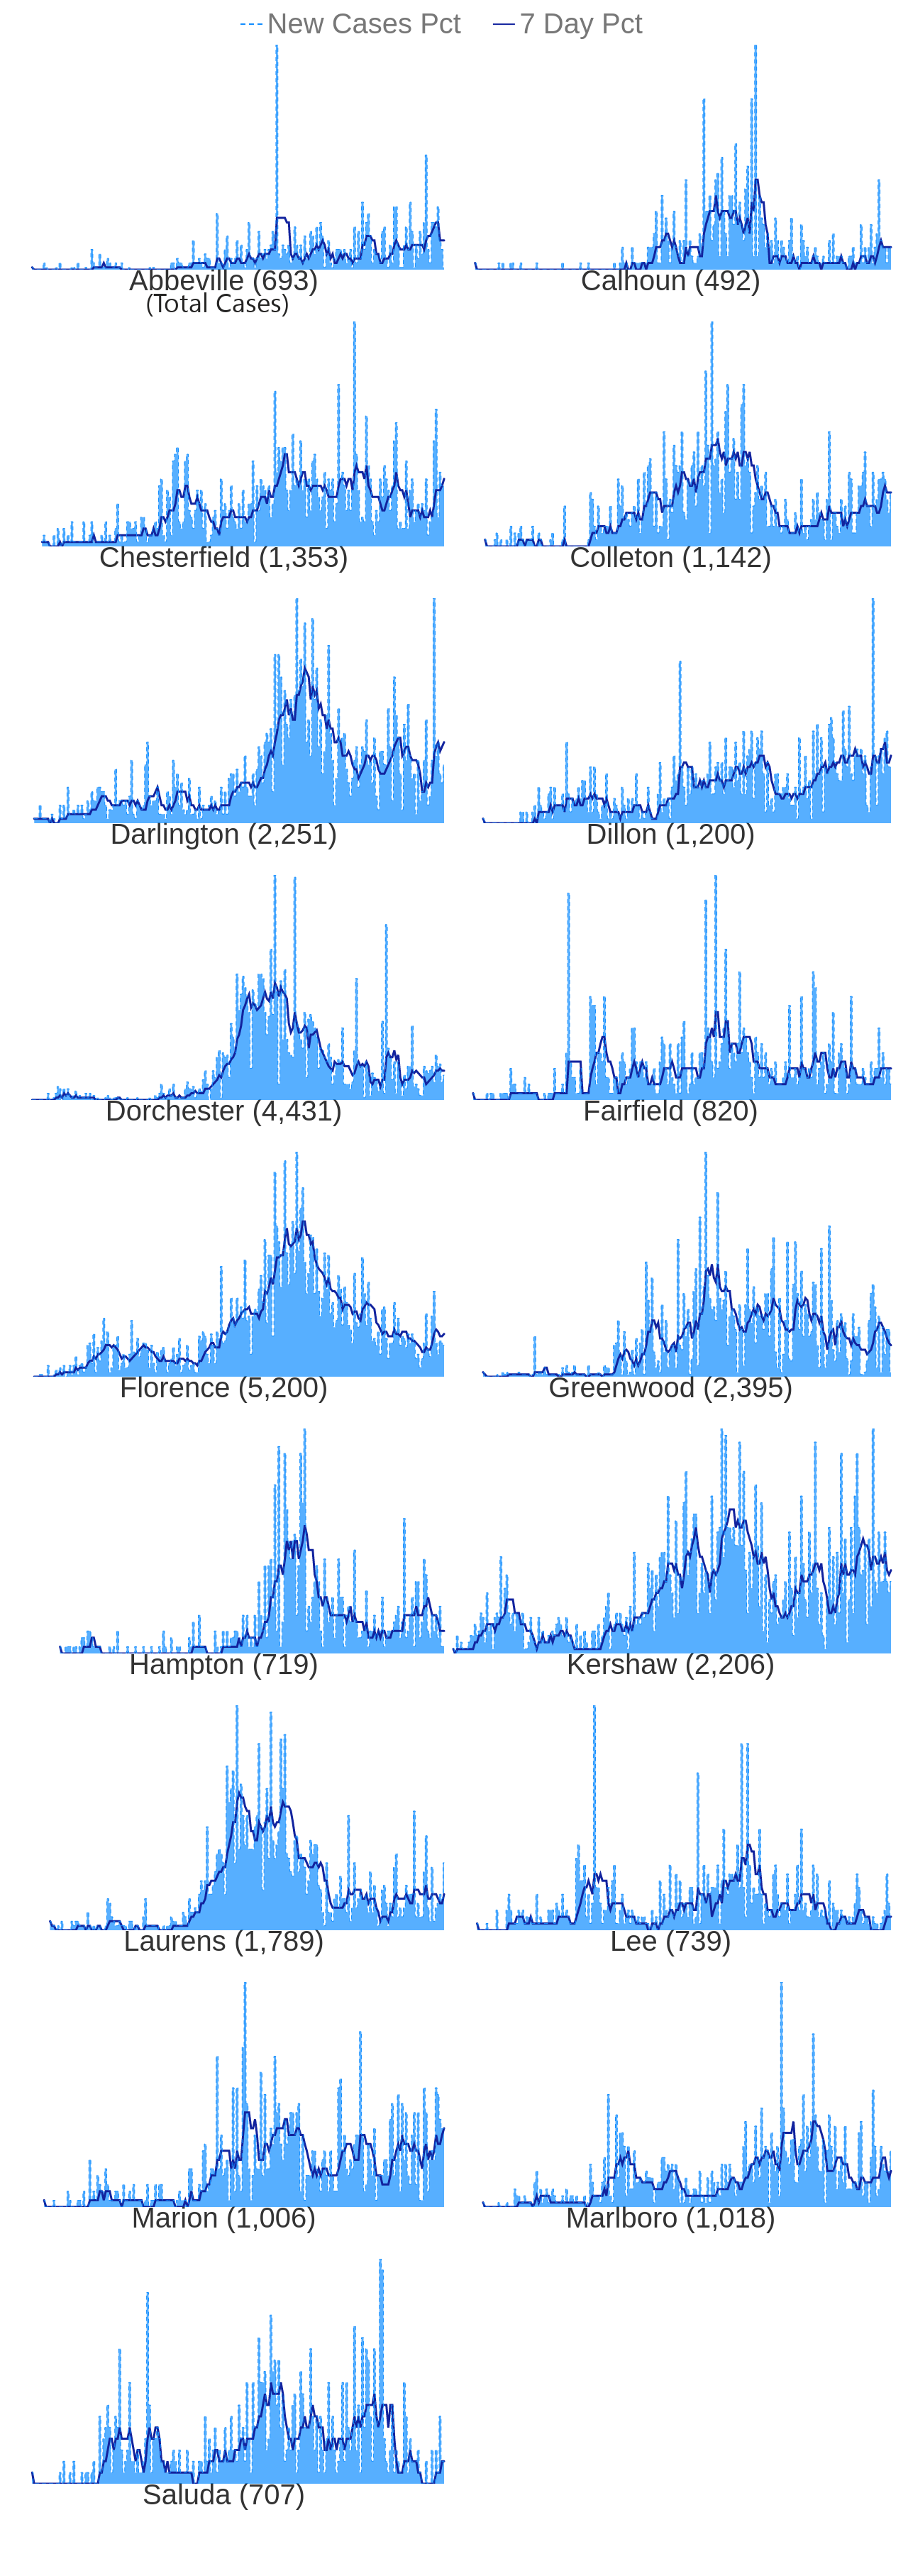 New Cases Pct 7 Day Pct
Abbeville (693) Calhoun (492)
(Total Cases)
Chesterfield (1,353) Colleton (1,142)
Darlington (2,251) Dillon (1,200)
Dorchester (4,431) Fairfield (820)
Florence (5,200) Greenwood (2,395)
Hampton (719) Kershaw (2,206)
Laurens (1,789) Lee (739)
Marion (1,006) Marlboro (1,018)
Saluda (707)